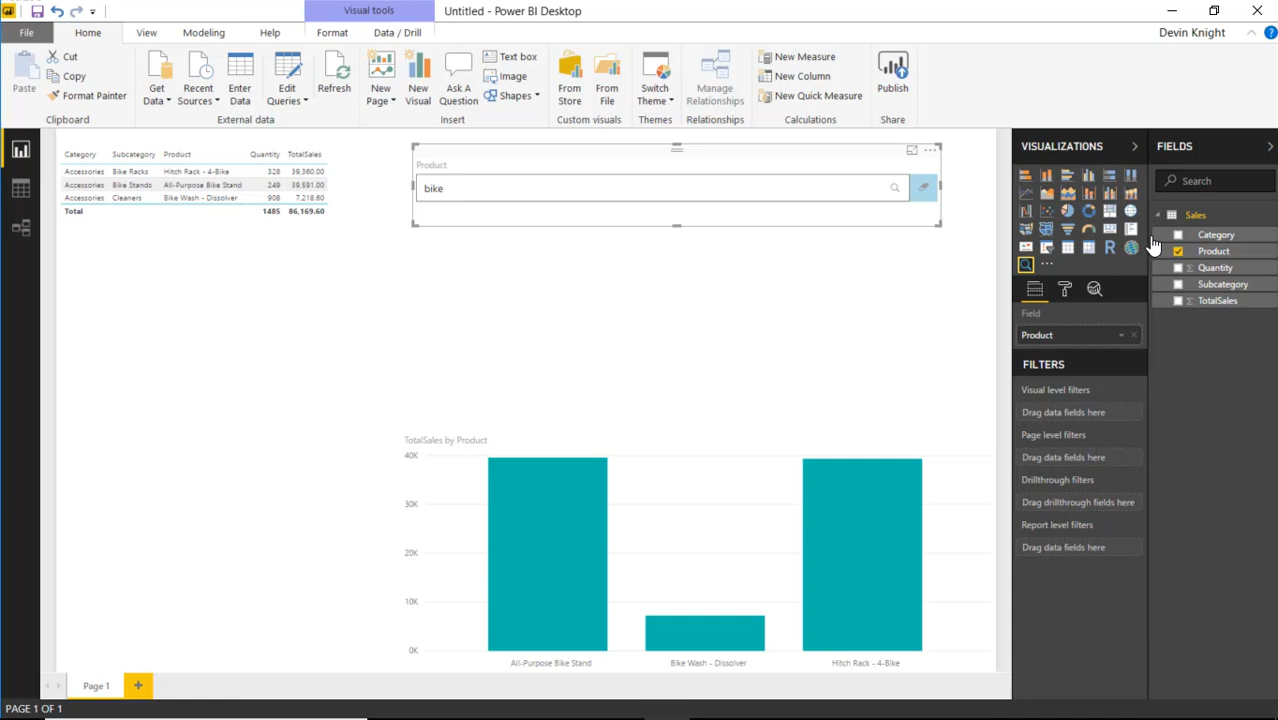 Visual tools
Untitled - Power BI Desktop
File
Home
View
Modeling
Help
Format
Data / Drill
Devin Knight
Paste
Cut
Copy
Format Painter
Clipboard
Get Data
Recent Sources
Enter Data
Edit Queries
Refresh
External data
New Page
New Visual
Ask A Question
Text box
Image
Shapes
Insert
From Store
From File
Custom visuals
Switch Theme
Themes
Manage Relationships
Relationships
New Measure
New Column
New Quick Measure
Calculations
Publish
Share
Category Subcategory Product Quantity TotalSales
Accessories Bike Racks Hitch Rack - 4-Bike 328 39,360.00
Accessories Bike Stands All-Purpose Bike Stand 249 39,591.00
Accessories Cleaners Bike Wash - Dissolver 908 7,218.60
Total 1485 86,169.60
Product
bike
TotalSales by Product
40K
30K
20K
10K
0K
All-Purpose Bike Stand
Bike Wash - Dissolver
Hitch Rack - 4-Bike
VISUALIZATIONS
R
Field
Product
FILTERS
Visual level filters
Drag data fields here
Page level filters
Drag data fields here
Drillthrough filters
Drag drillthrough fields here
Report level filters
Drag data fields here
FIELDS
Search
Sales
Category
Product
Σ Quantity
Subcategory
Σ TotalSales
Page 1
PAGE 1 OF 1